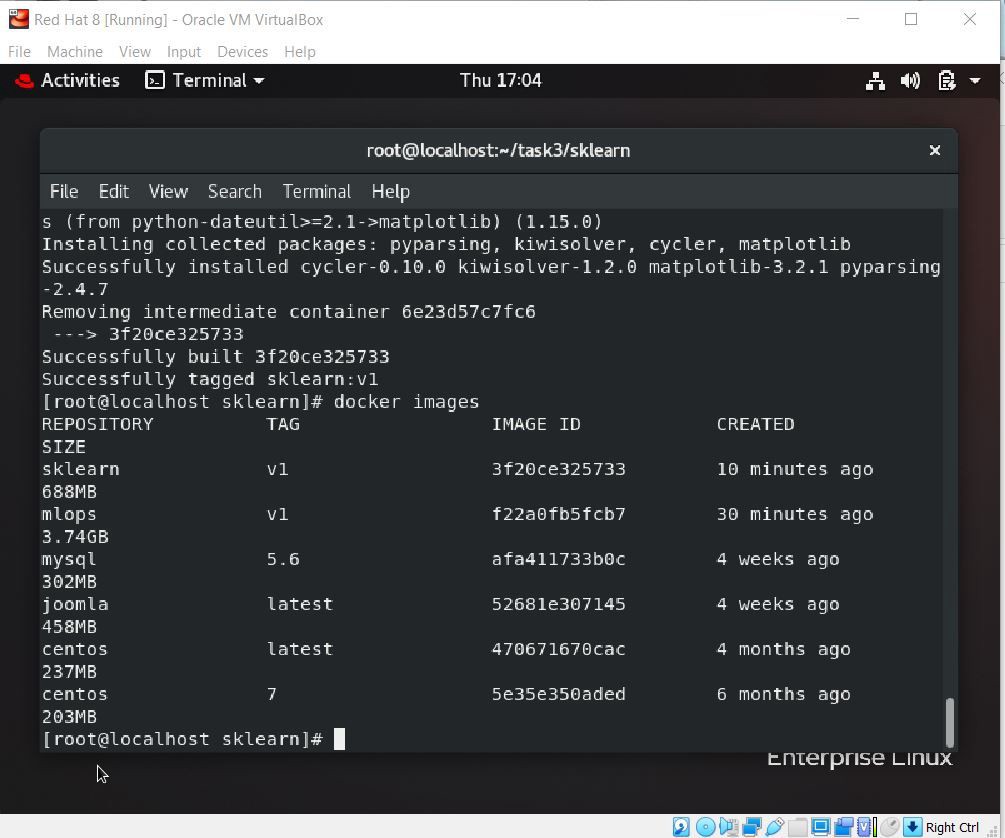 Red Hat 8 [Running] - Oracle VM VirtualBox
File Machine View Input Devices Help
Activities Terminal Thu 17:04
root@localhost:~/task3/sklearn
File Edit View Search Terminal Help
s (from python-dateutil>=2.1->matplotlib) (1.15.0)
Installing collected packages: pyparsing, kiwisolver, cycler, matplotlib
Successfully installed cycler-0.10.0 kiwisolver-1.2.0 matplotlib-3.2.1 pyparsing
-2.4.7
Removing intermediate container 6e23d57c7fc6
---> 3f20ce325733
Successfully built 3f20ce325733
Successfully tagged sklearn:v1
[root@localhost sklearn]# docker images
REPOSITORY TAG IMAGE ID CREATED
SIZE
sklearn v1 3f20ce325733 10 minutes ago
688MB
mlops v1 f22a0fb5fcb7 30 minutes ago
3.74GB
mysql 5.6 afa411733b0c 4 weeks ago
302MB
joomla latest 52681e307145 4 weeks ago
458MB
centos latest 470671670cac 4 months ago
237MB
centos 7 5e35e350aded 6 months ago
203MB
[root@localhost sklearn]#
Enterprise Linux
Right Ctrl